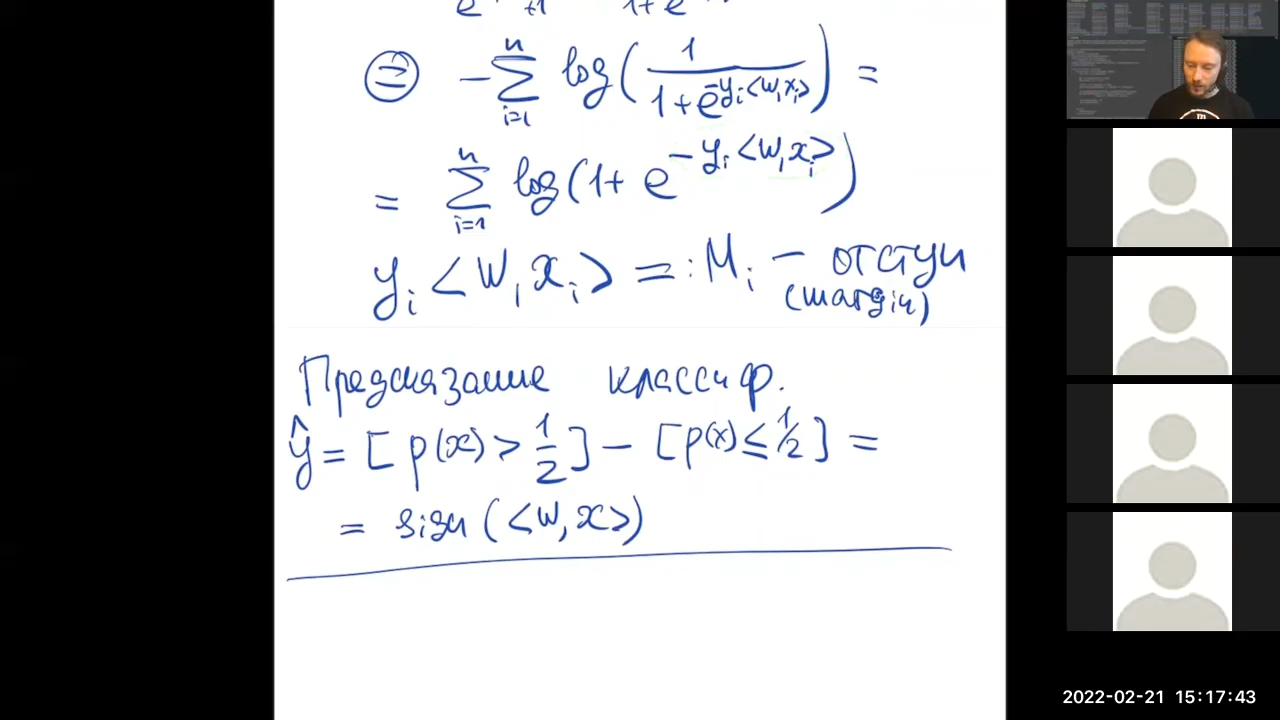 ⊜ -∑_{i=1}^{n} log(1/(1+e^{-y_i<w,x_i>})) =
= ∑_{i=1}^{n} log(1+e^{-y_i<w,x_i>})
y_i<w,x_i> =: M_i - отступ
(margin)
Предсказание классиф.
ŷ = [p(x) > 1/2] - [p(x) ≤ 1/2] =
= sign(<w,x>)
2022-02-21 15:17:43